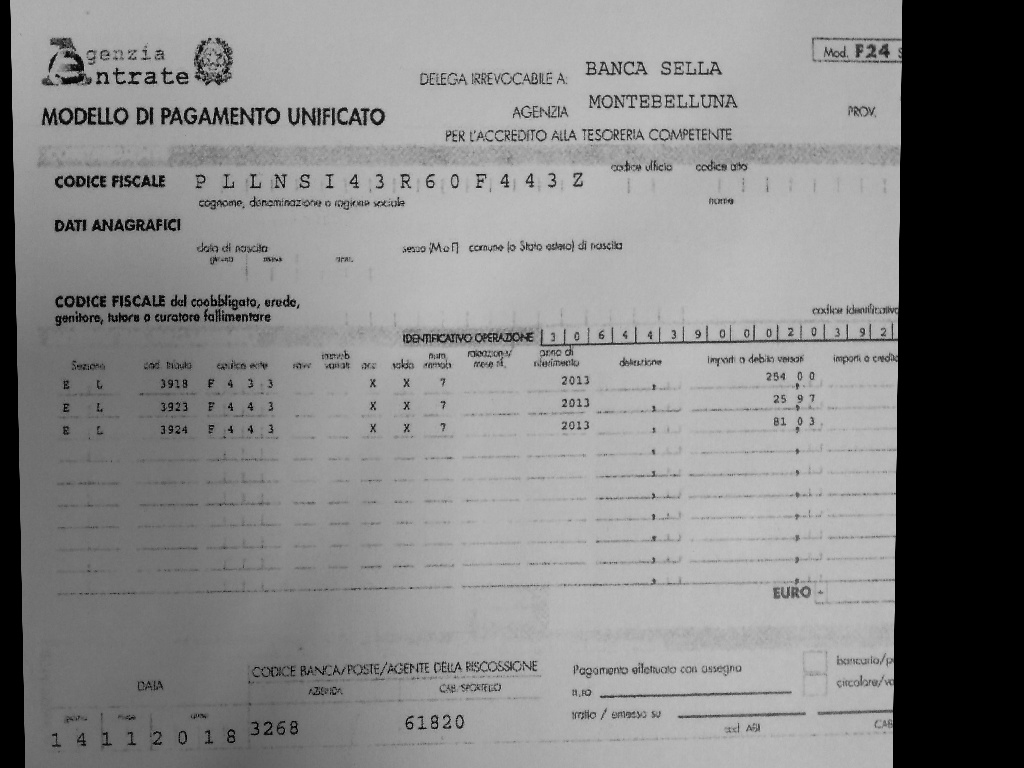 Agenzia
Entrate
Mod. F24 S
DELEGA IRREVOCABILE A: BANCA SELLA
AGENZIA MONTEBELLUNA PROV.
MODELLO DI PAGAMENTO UNIFICATO
PER L'ACCREDITO ALLA TESORERIA COMPETENTE
codice ufficio codice atto
CODICE FISCALE P L L N S I 4 3 R 6 0 F 4 4 3 Z
cognome, denominazione o ragione sociale nome
DATI ANAGRAFICI
data di nascita sesso (M o F) comune (o Stato estero) di nascita
giorno mese anno
CODICE FISCALE del coobbligato, erede,
genitore, tutore o curatore fallimentare
codice identificativo
IDENTIFICATIVO OPERAZIONE 3 0 6 4 4 3 9 0 0 0 2 0 3 9 2
Sezione cod. tributo codice ente ravv. immob. variati acc. saldo num. immob. rateazione/ mese rif. anno di riferimento detrazione importi a debito versati importi a credito
E L 3918 F 4 3 3 X X 7 2013 254 0 0
E L 3923 F 4 4 3 X X 7 2013 25 9 7
E L 3924 F 4 4 3 X X 7 2013 81 0 3
EURO +
DATA
CODICE BANCA/POSTE/AGENTE DELLA RISCOSSIONE
AZIENDA CAB/SPORTELLO
giorno mese anno
1 4 1 1 2 0 1 8 3268 61820
Pagamento effettuato con assegno
bancario/p
n.ro
circolare/va
tratto / emesso su
cod. ABI CAB